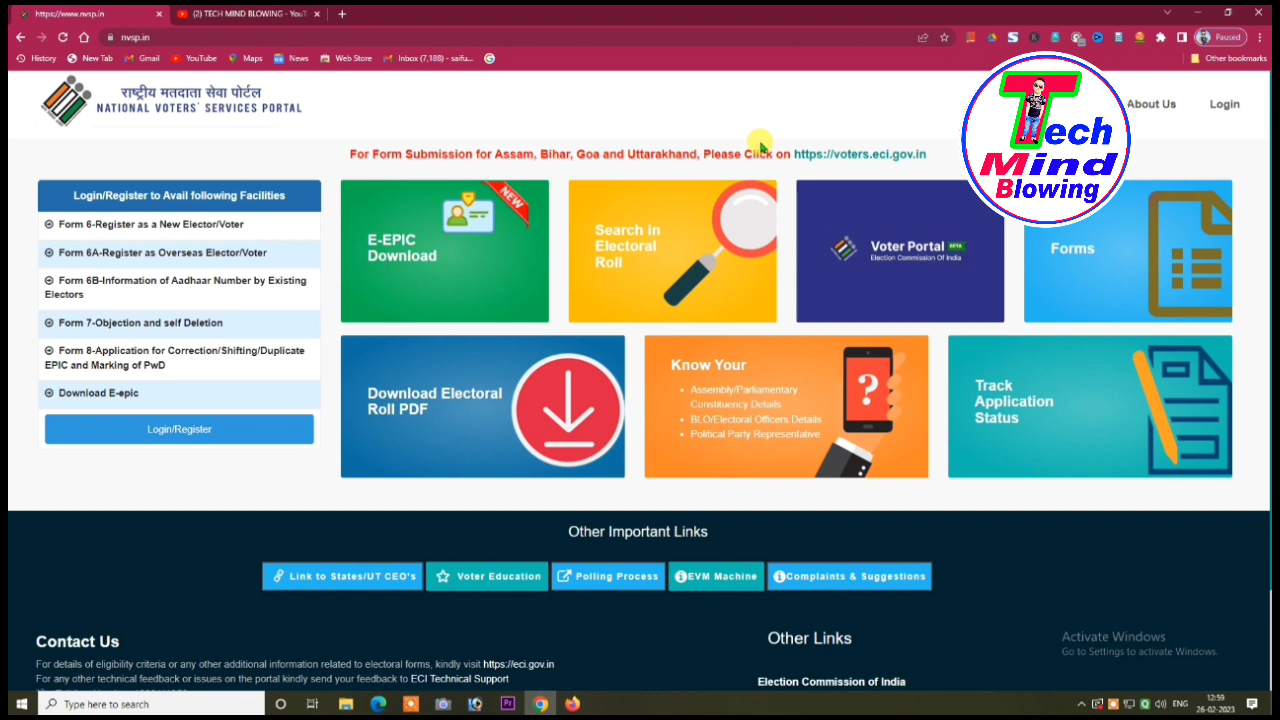 https://www.nvsp.in
(2) TECH MIND BLOWING - YouT
nvsp.in
Paused
History
New Tab
Gmail
YouTube
Maps
News
Web Store
Inbox (7,188) - saifu...
Other bookmarks
राष्ट्रीय मतदाता सेवा पोर्टल
NATIONAL VOTERS' SERVICES PORTAL
About Us
Login
Tech
Mind
Blowing
For Form Submission for Assam, Bihar, Goa and Uttarakhand, Please Click on https://voters.eci.gov.in
Login/Register to Avail following Facilities
Form 6-Register as a New Elector/Voter
Form 6A-Register as Overseas Elector/Voter
Form 6B-Information of Aadhaar Number by Existing
Electors
Form 7-Objection and self Deletion
Form 8-Application for Correction/Shifting/Duplicate
EPIC and Marking of PwD
Download E-epic
Login/Register
NEW
E-EPIC
Download
Search in
Electoral
Roll
Voter Portal BETA
Election Commission Of India
Forms
Download Electoral
Roll PDF
Know Your
Assembly/Parliamentary
Constituency Details
BLO/Electoral Officers Details
Political Party Representative
?
Track
Application
Status
Other Important Links
Link to States/UT CEO's
Voter Education
Polling Process
EVM Machine
Complaints & Suggestions
Contact Us
For details of eligibility criteria or any other additional information related to electoral forms, kindly visit https://eci.gov.in
For any other technical feedback or issues on the portal kindly send your feedback to ECI Technical Support
Other Links
Election Commission of India
Activate Windows
Go to Settings to activate Windows.
Type here to search
ENG
12:59
26-02-2023